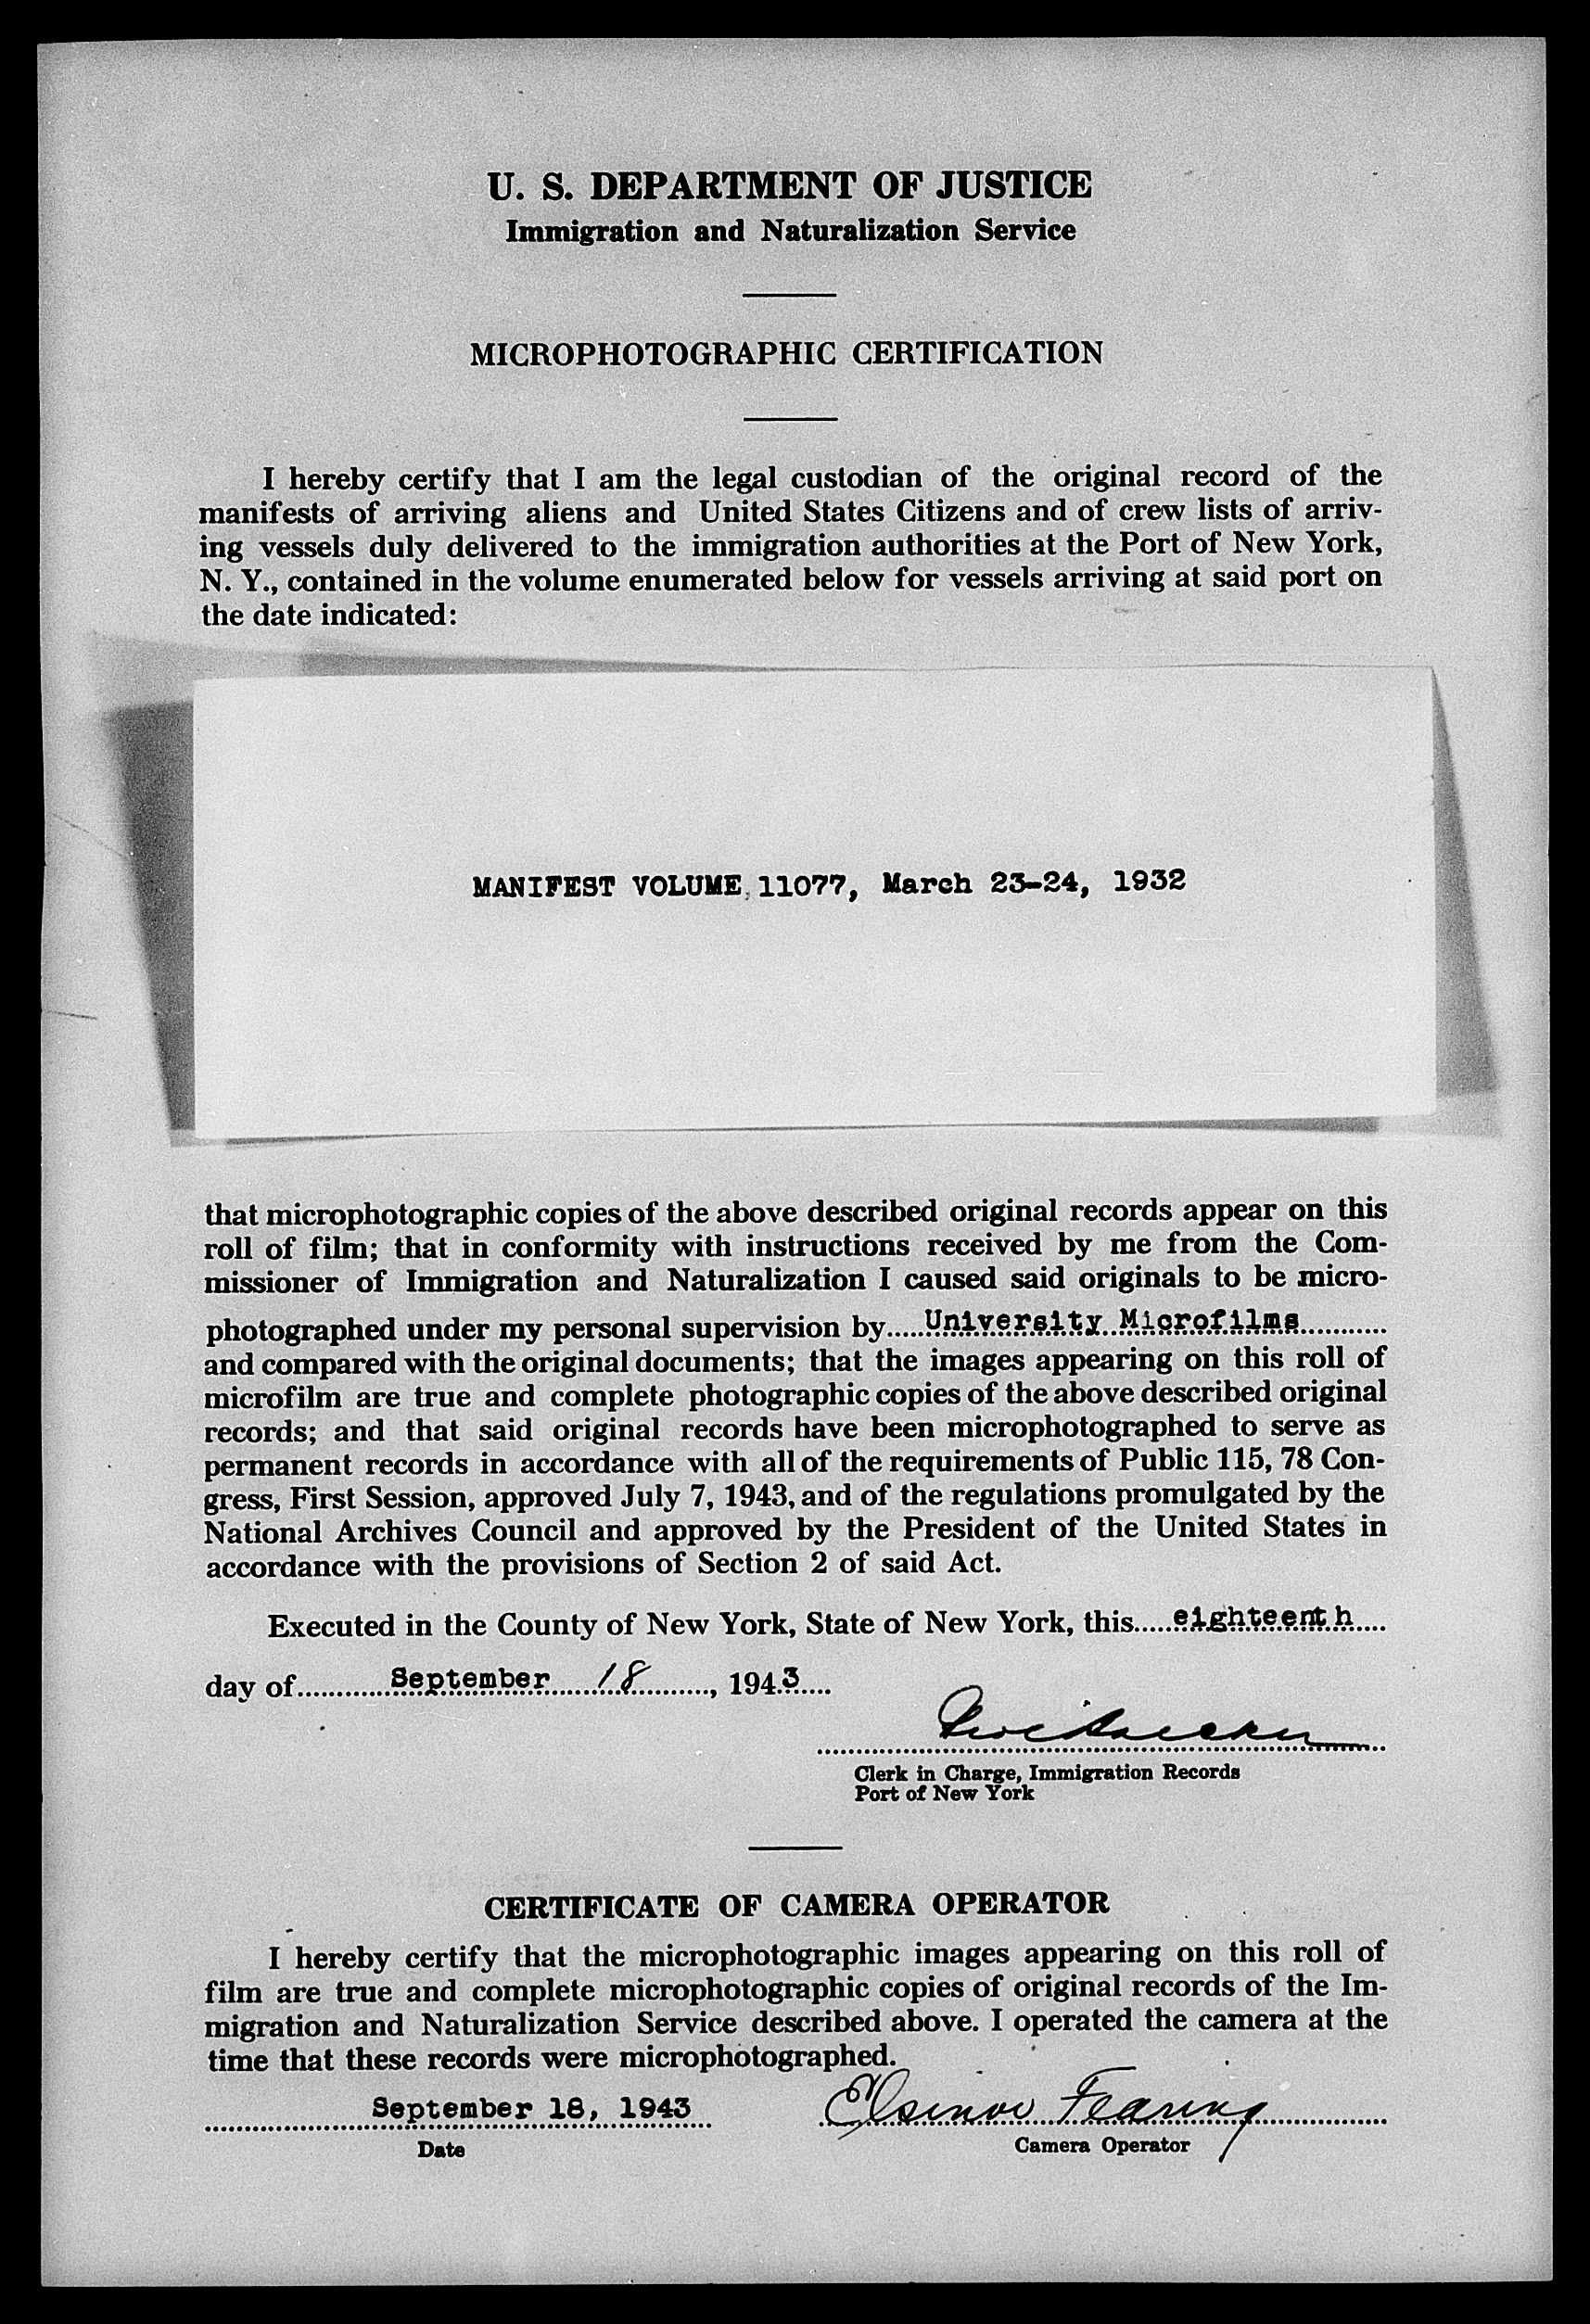 U. S. DEPARTMENT OF JUSTICE
Immigration and Naturalization Service
MICROPHOTOGRAPHIC CERTIFICATION
I hereby certify that I am the legal custodian of the original record of the
manifests of arriving aliens and United States Citizens and of crew lists of arriv-
ing vessels duly delivered to the immigration authorities at the Port of New York,
N. Y., contained in the volume enumerated below for vessels arriving at said port on
the date indicated:
MANIFEST VOLUME 11077, March 23-24, 1932
that microphotographic copies of the above described original records appear on this
roll of film; that in conformity with instructions received by me from the Com-
missioner of Immigration and Naturalization I caused said originals to be micro-
photographed under my personal supervision by.....University Microfilms...........
and compared with the original documents; that the images appearing on this roll of
microfilm are true and complete photographic copies of the above described original
records; and that said original records have been microphotographed to serve as
permanent records in accordance with all of the requirements of Public 115, 78 Con-
gress, First Session, approved July 7, 1943, and of the regulations promulgated by the
National Archives Council and approved by the President of the United States in
accordance with the provisions of Section 2 of said Act.
Executed in the County of New York, State of New York, this.....eighteenth....
day of............September......18.........., 1943....
Clerk in Charge, Immigration Records
Port of New York
CERTIFICATE OF CAMERA OPERATOR
I hereby certify that the microphotographic images appearing on this roll of
film are true and complete microphotographic copies of original records of the Im-
migration and Naturalization Service described above. I operated the camera at the
time that these records were microphotographed.
September 18, 1943 Elsinor Fearing
Date Camera Operator